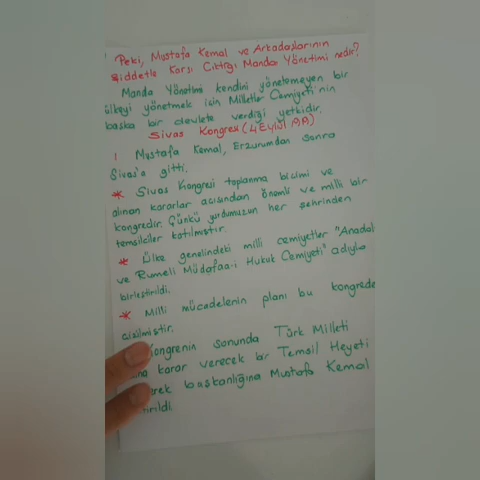 Peki, Mustafa Kemal ve Arkadaşlarının
Şiddetle Karşı Çıktığı Manda Yönetimi nedir?
Manda Yönetimi kendini yönetemeyen bir
ülkeyi yönetmek için Milletler Cemiyeti'nin
başka bir devlete verdiği yetkidir.
Sivas Kongresi (4 Eylül
! Mustafa Kemal, Erzurumdan sonra
Sivas'a gitti.
* Sivas Kongresi toplanma biçimi ve
alınan kararlar açısından önemli ve milli bir
kongredir. Çünkü yurdumuzun her şehrinden
temsilciler katılmıştır.
* Ülke genelindeki milli cemiyetler "Anadol
ve Rumeli Müdafaa-i Hukuk Cemiyeti" adıyla
birleştirildi.
* Milli mücadelenin planı bu kongrede
çizilmiştir.
Kongrenin sonunda Türk Milleti
karar verecek bir Temsil Heyeti
başkanlığına Mustafa Kemal